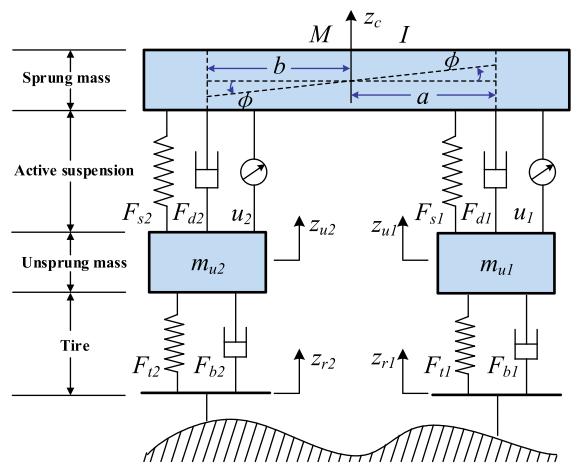 z_c
M I
Sprung mass
b
ϕ
ϕ
a
Active suspension
F_s2 F_d2 u_2
F_s1 F_d1 u_1
z_u2
z_u1
Unsprung mass
m_u2
m_u1
Tire
F_t2 F_b2
z_r2
z_r1
F_t1 F_b1